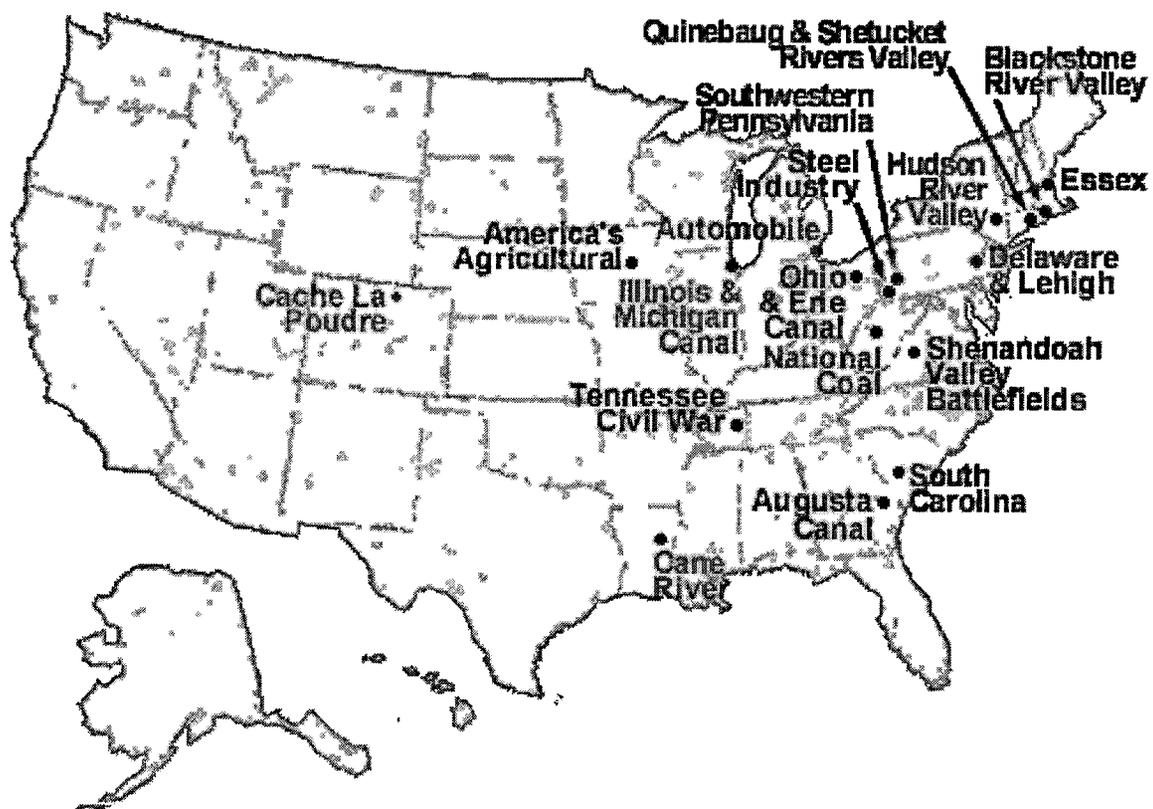 Quinebaug & Shetucket
Rivers Valley
Blackstone
River Valley
Southwestern
Pennsylvania
Steel
Industry
Hudson
River
Valley
Essex
America's
Agricultural
Automobile
Delaware
& Lehigh
Cache La
Poudre
Illinois &
Michigan
Canal
Ohio
& Erie
Canal
National
Coal
Shenandoah
Valley
Battlefields
Tennessee
Civil War
South
Carolina
Augusta
Canal
Cane
River